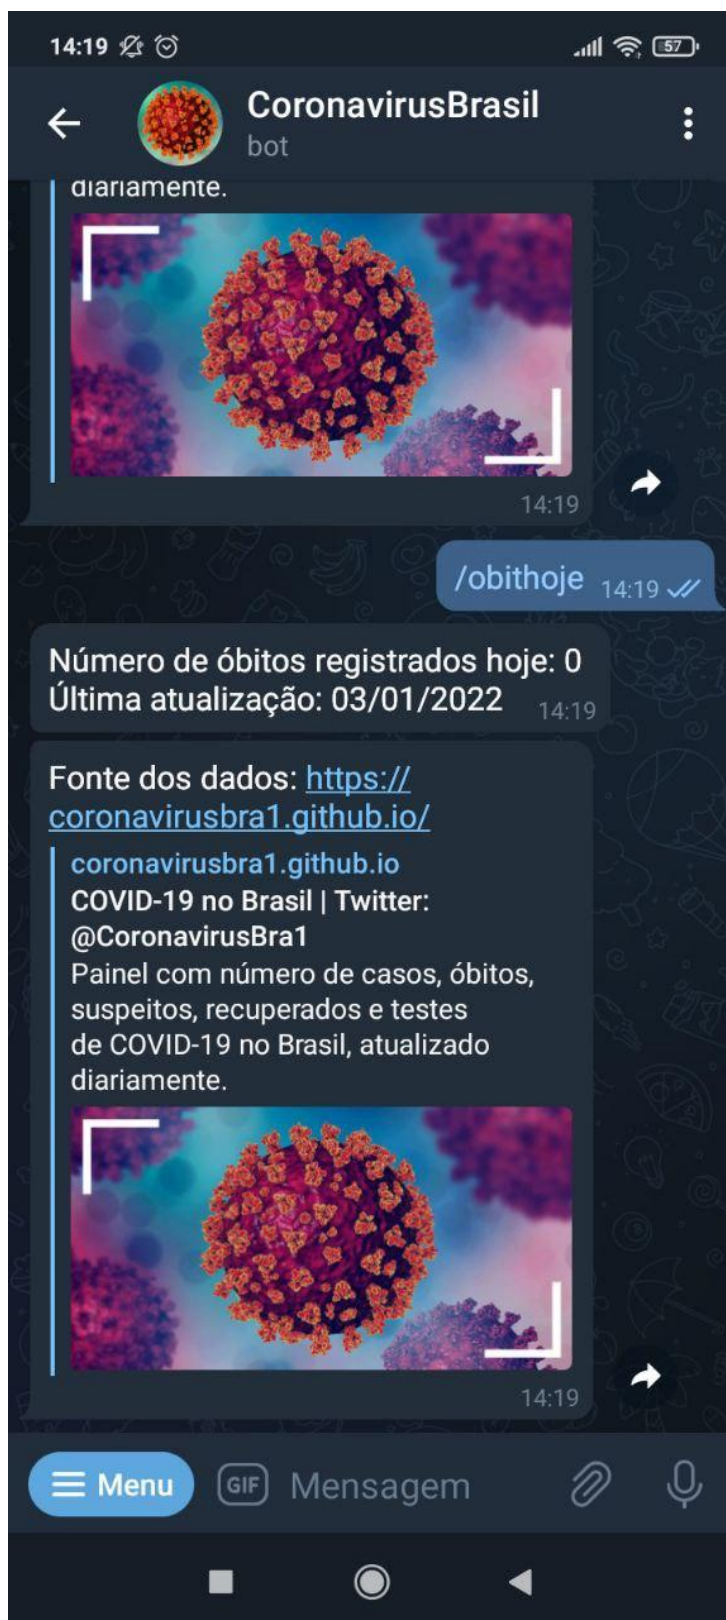 14:19
57
CoronavirusBrasil
bot
diariamente.
14:19
/obithoje 14:19
Número de óbitos registrados hoje: 0
Última atualização: 03/01/2022 14:19
Fonte dos dados: https://
coronavirusbra1.github.io/
coronavirusbra1.github.io
COVID-19 no Brasil | Twitter:
@CoronavirusBra1
Painel com número de casos, óbitos,
suspeitos, recuperados e testes
de COVID-19 no Brasil, atualizado
diariamente.
14:19
Menu GIF Mensagem